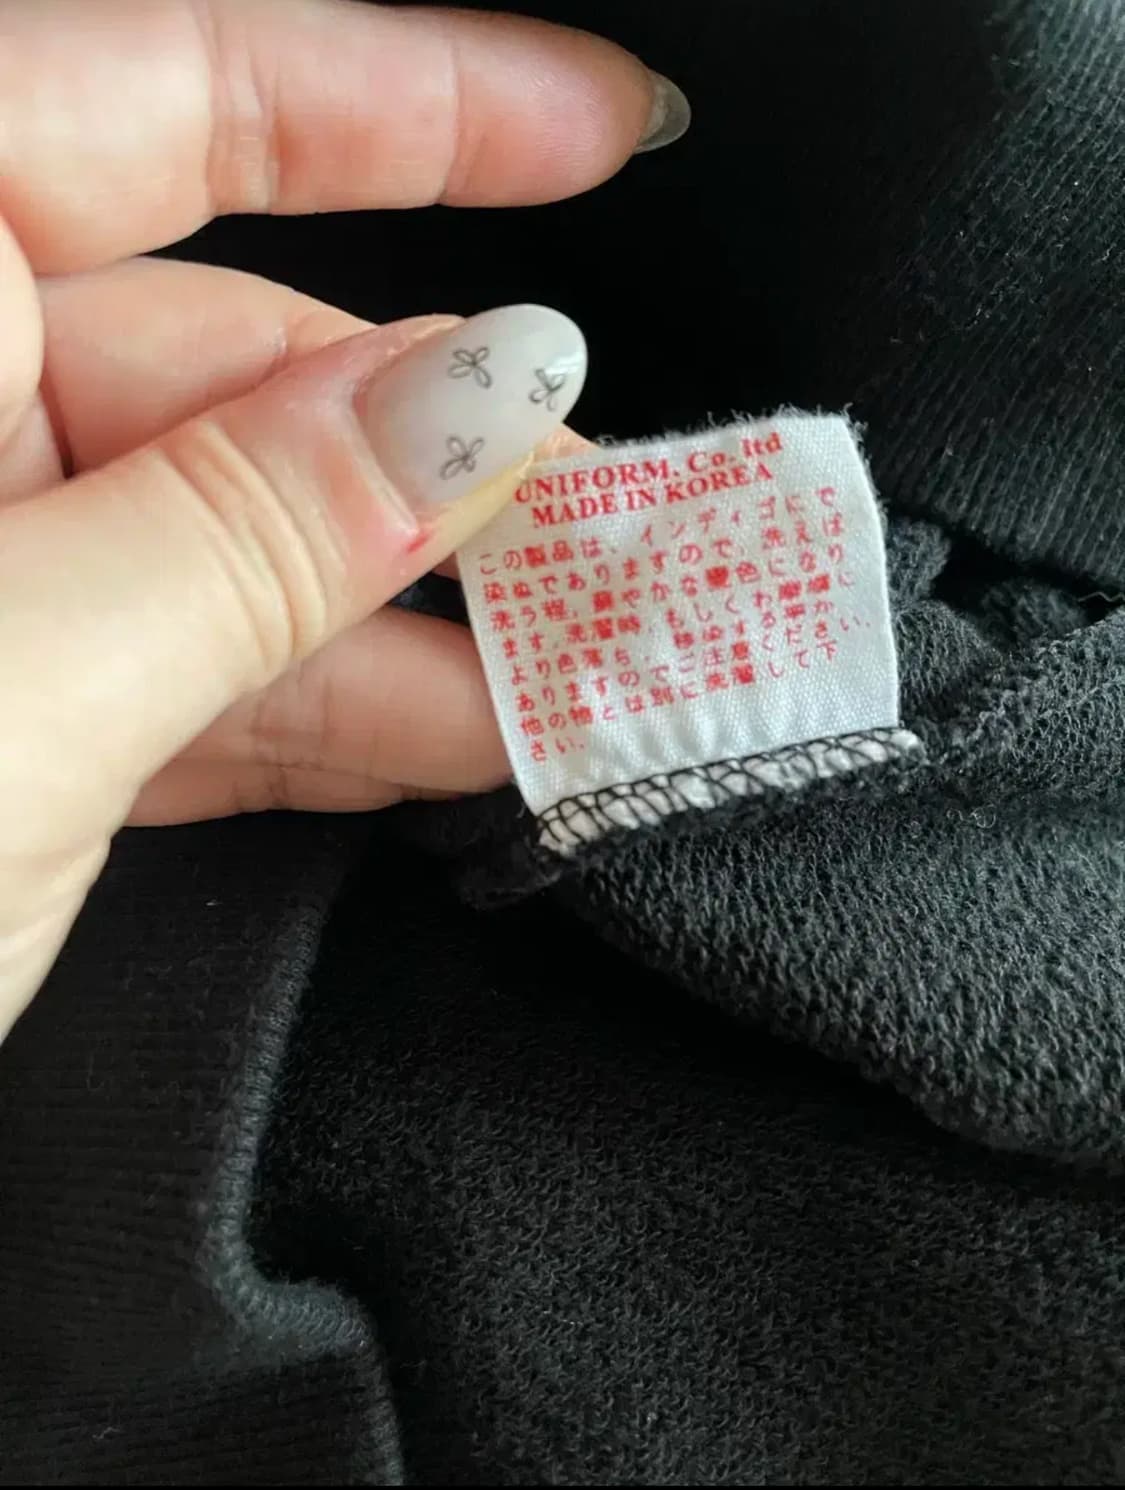 UNIFORM. Co. ltd
MADE IN KOREA
この製品は、インディゴにで
染ぬでありますので、洗えば
洗う程、鮮やかな變色になり
ます。洗濯時、もしくわ摩擦に
より色落ち、移染する事か
ありますのでご注意ください。
他の物とは別に洗濯して下
さい.